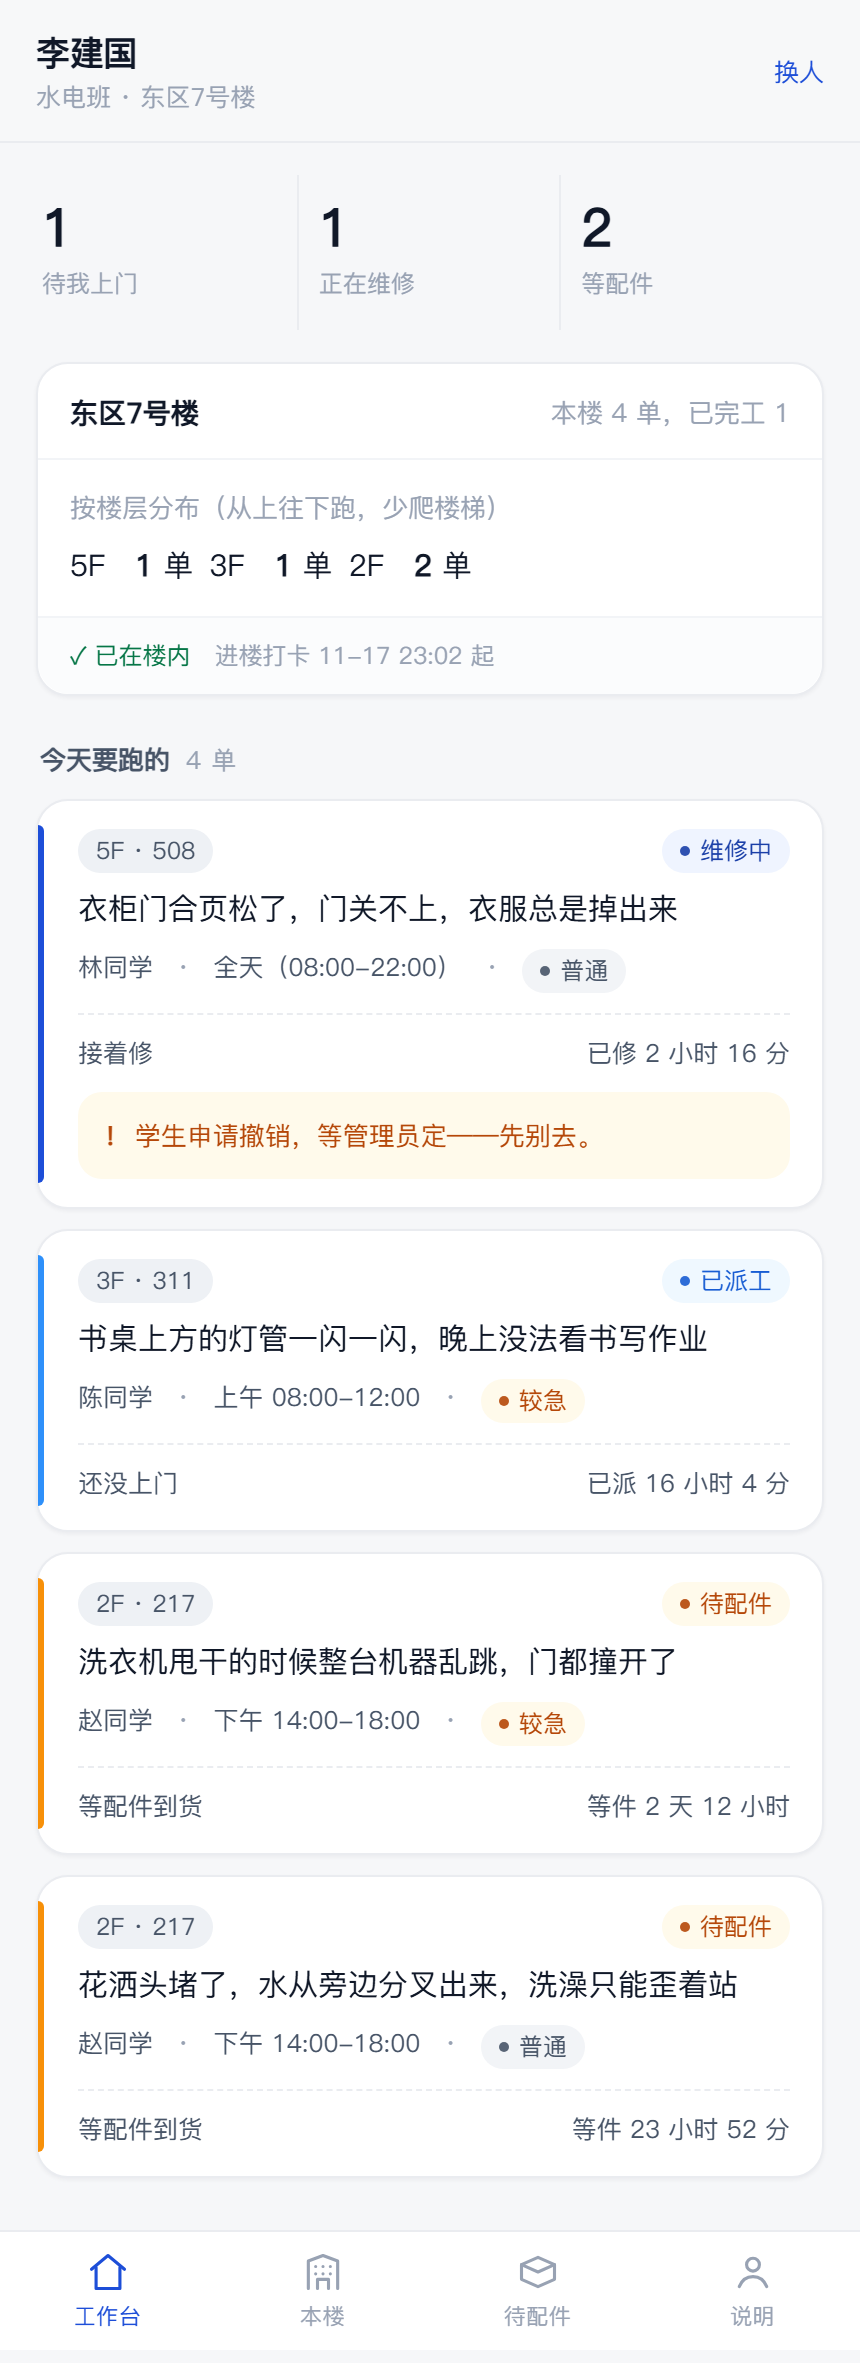 李建国
水电班 · 东区7号楼
换人
1
待我上门
1
正在维修
2
等配件
东区7号楼
本楼 4 单，已完工 1
按楼层分布（从上往下跑，少爬楼梯）
5F 1 单 3F 1 单 2F 2 单
✓ 已在楼内 进楼打卡 11-17 23:02 起
今天要跑的 4 单
5F · 508
维修中
衣柜门合页松了，门关不上，衣服总是掉出来
林同学 · 全天（08:00–22:00） · 普通
接着修
已修 2 小时 16 分
! 学生申请撤销，等管理员定——先别去。
3F · 311
已派工
书桌上方的灯管一闪一闪，晚上没法看书写作业
陈同学 · 上午 08:00–12:00 · 较急
还没上门
已派 16 小时 4 分
2F · 217
待配件
洗衣机甩干的时候整台机器乱跳，门都撞开了
赵同学 · 下午 14:00–18:00 · 较急
等配件到货
等件 2 天 12 小时
2F · 217
待配件
花洒头堵了，水从旁边分叉出来，洗澡只能歪着站
赵同学 · 下午 14:00–18:00 · 普通
等配件到货
等件 23 小时 52 分
工作台
本楼
待配件
说明